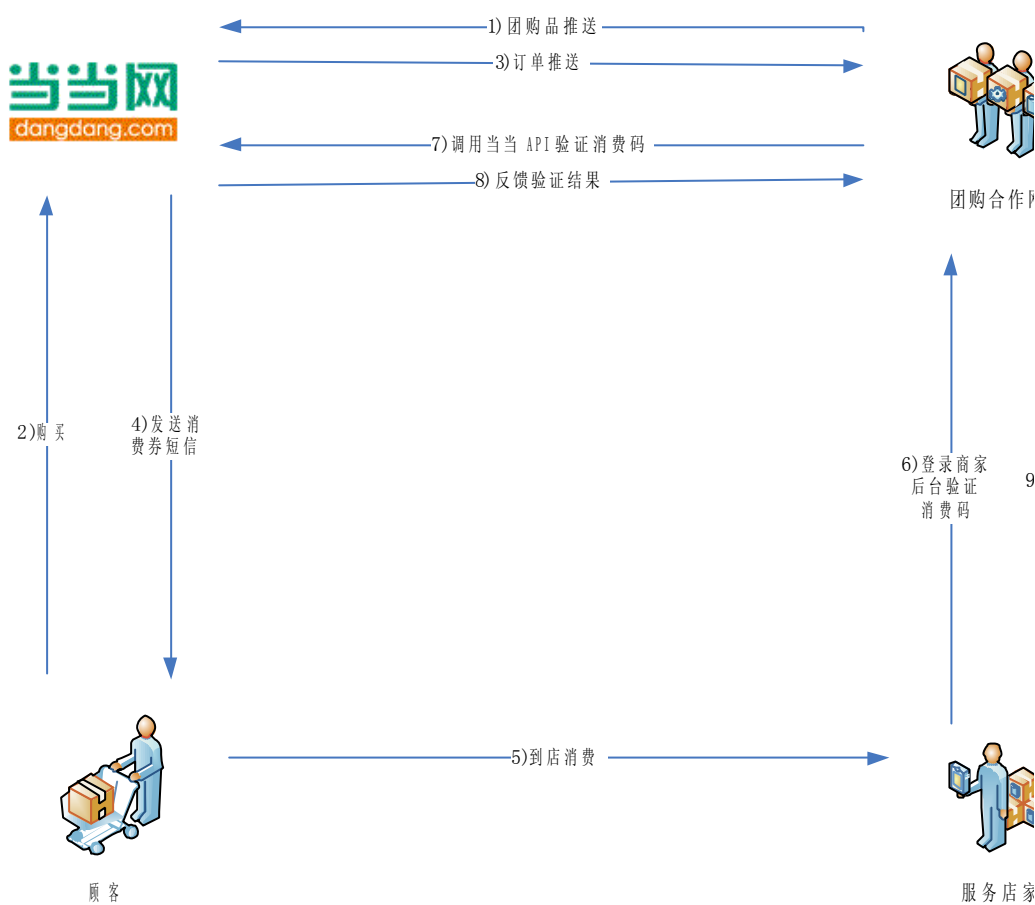 1)团购品推送
3)订单推送
当当网
dangdang.com
7)调用当当 API 验证消费码
8)反馈验证结果
团购合作
2)购买
4)发送消
费券短信
6)登录商家
后台验证
消费码
9
5)到店消费
顾客
服务店家